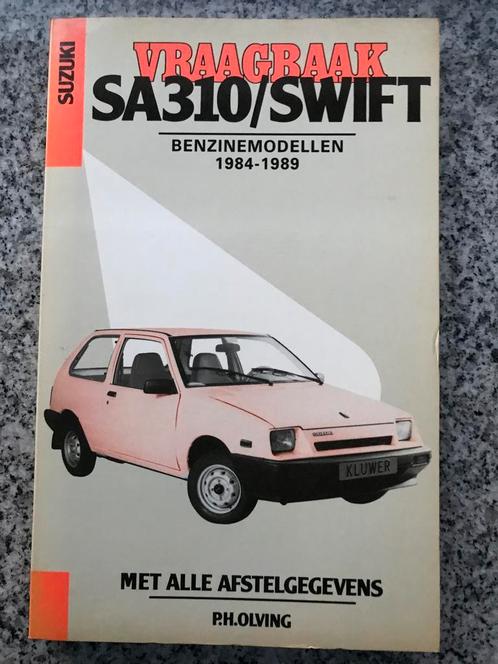 SUZUKI
VRAAGBAAK
SA310/SWIFT
BENZINEMODELLEN
1984-1989
KLUWER
MET ALLE AFSTELGEGEVENS
P.H.OLVING